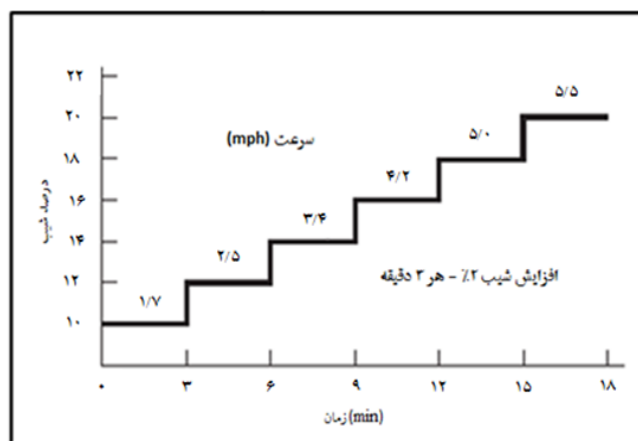 ۲۲
۵/۵
۲۰
۵/۰
سرعت (mph)
۱۸
۴/۲
۱۶
درصد شیب
۳/۴
۱۴
۲/۵
افزایش شیب ۲٪ - هر ۳ دقیقه
۱۲
۱/۷
۱۰
۰ ۳ ۶ ۹ ۱۲ ۱۵ ۱۸
زمان (min)